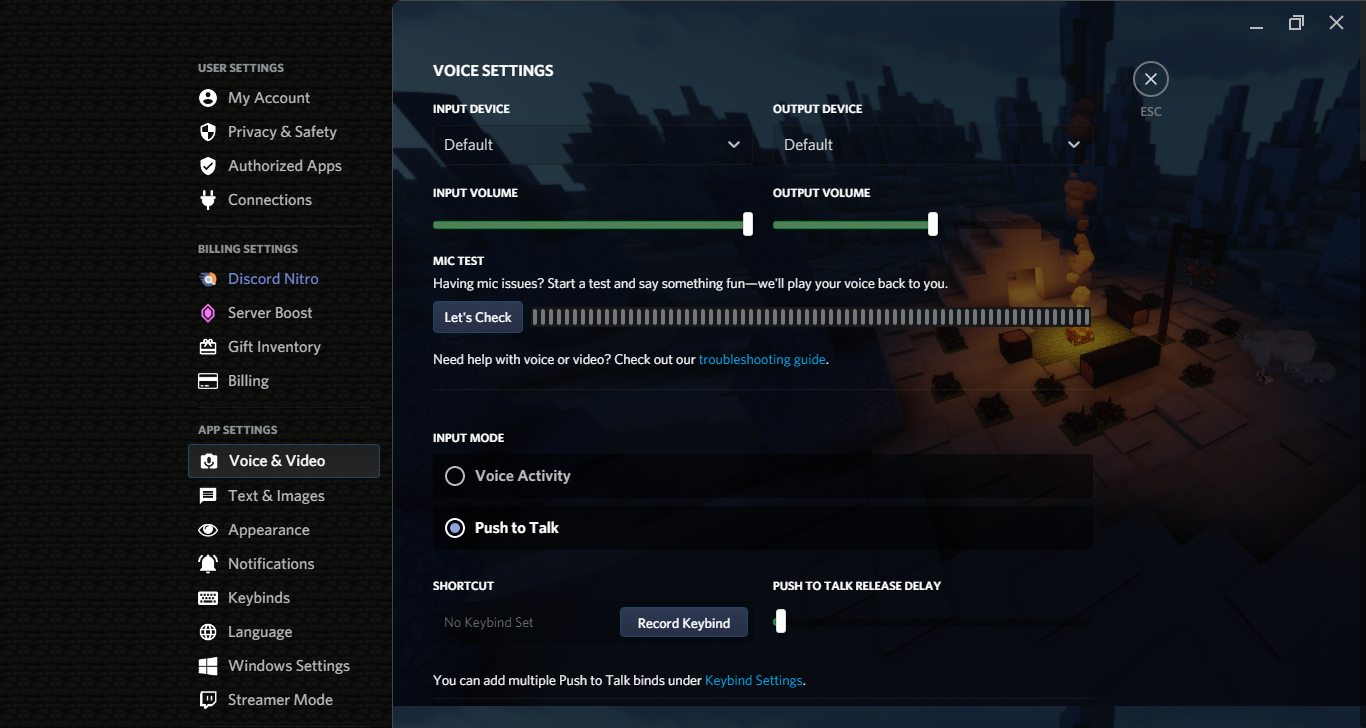 USER SETTINGS
My Account
Privacy & Safety
Authorized Apps
Connections
BILLING SETTINGS
Discord Nitro
Server Boost
Gift Inventory
Billing
APP SETTINGS
Voice & Video
Text & Images
Appearance
Notifications
Keybinds
Language
Windows Settings
Streamer Mode
VOICE SETTINGS
ESC
INPUT DEVICE
OUTPUT DEVICE
Default
Default
INPUT VOLUME
OUTPUT VOLUME
MIC TEST
Having mic issues? Start a test and say something fun—we'll play your voice back to you.
Let's Check
Need help with voice or video? Check out our troubleshooting guide.
INPUT MODE
Voice Activity
Push to Talk
SHORTCUT
PUSH TO TALK RELEASE DELAY
No Keybind Set
Record Keybind
You can add multiple Push to Talk binds under Keybind Settings.